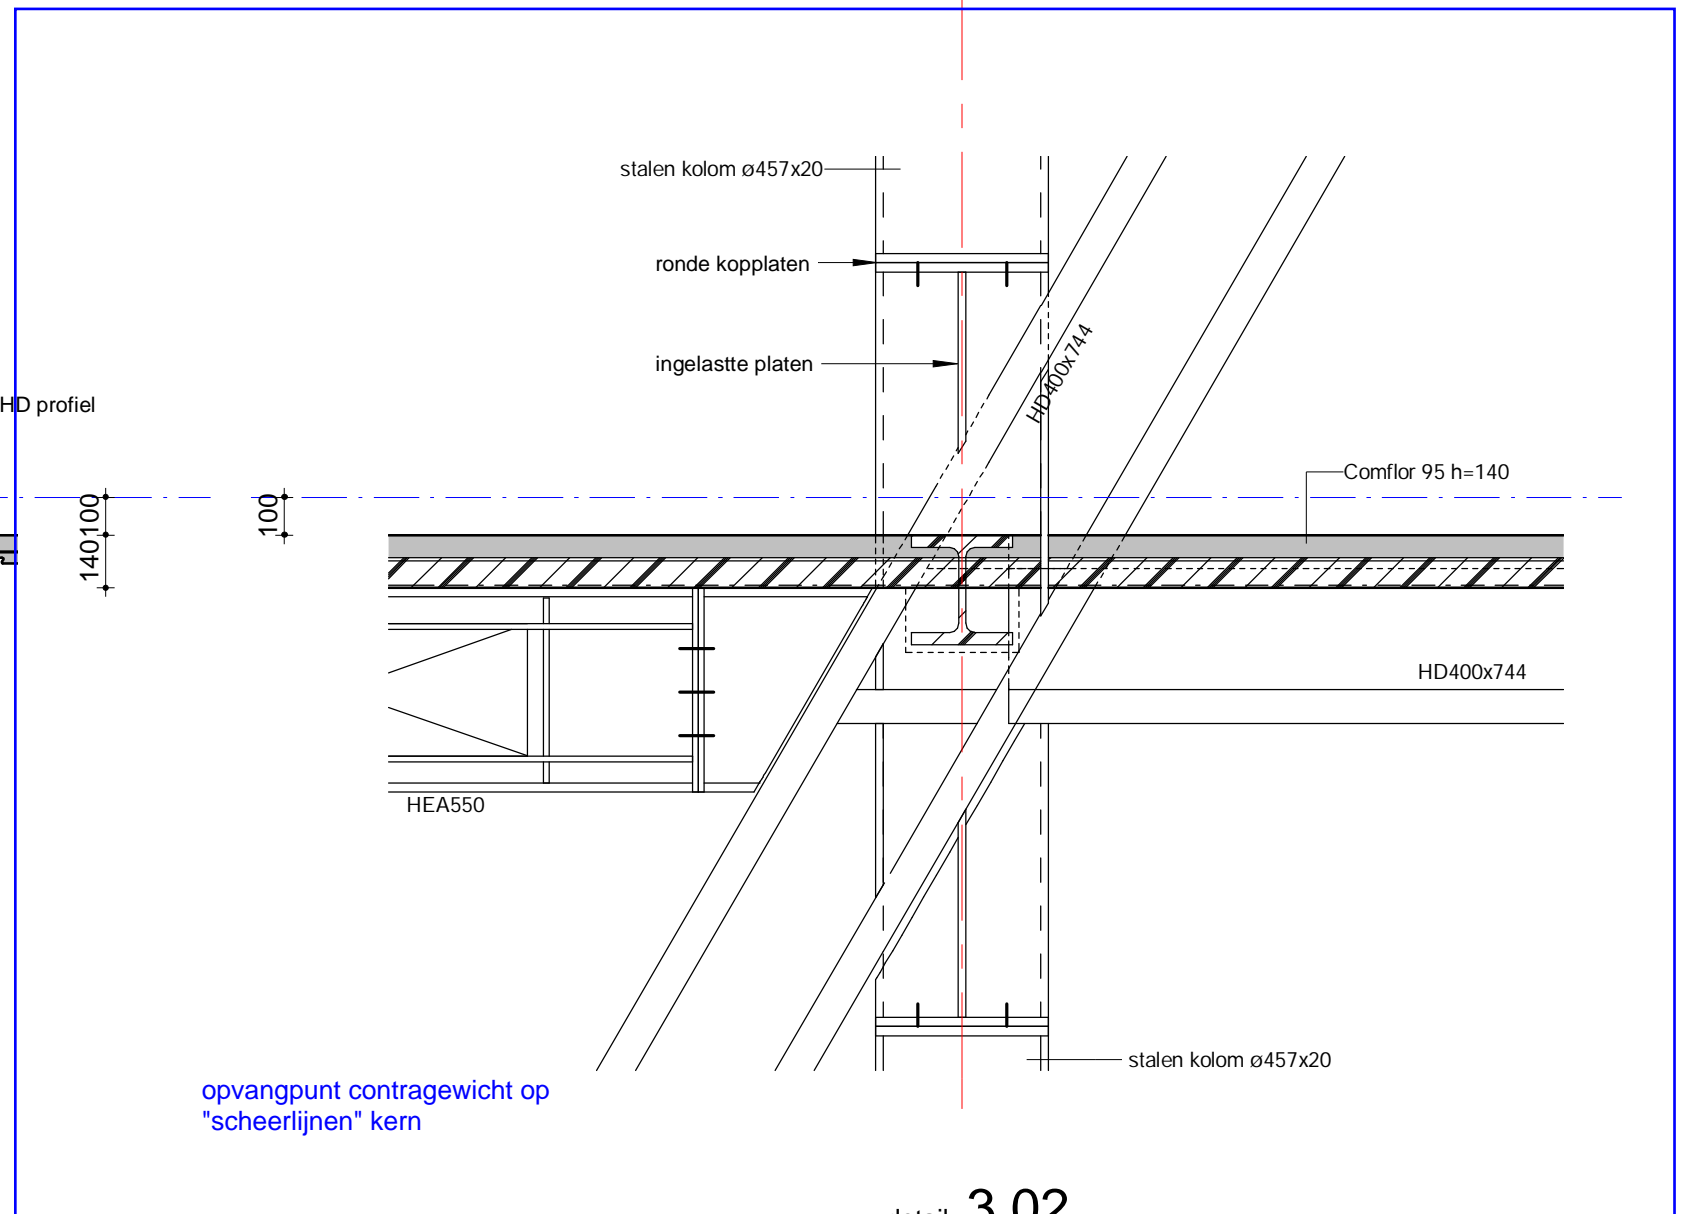 stalen kolom ø457x20
ronde kopplaten
ingelastte platen
HD400x744
HD profiel
Comflor 95 h=140
100
140
100
HD400x744
HEA550
stalen kolom ø457x20
opvangpunt contragewicht op
"scheerlijnen" kern
detail 3.02